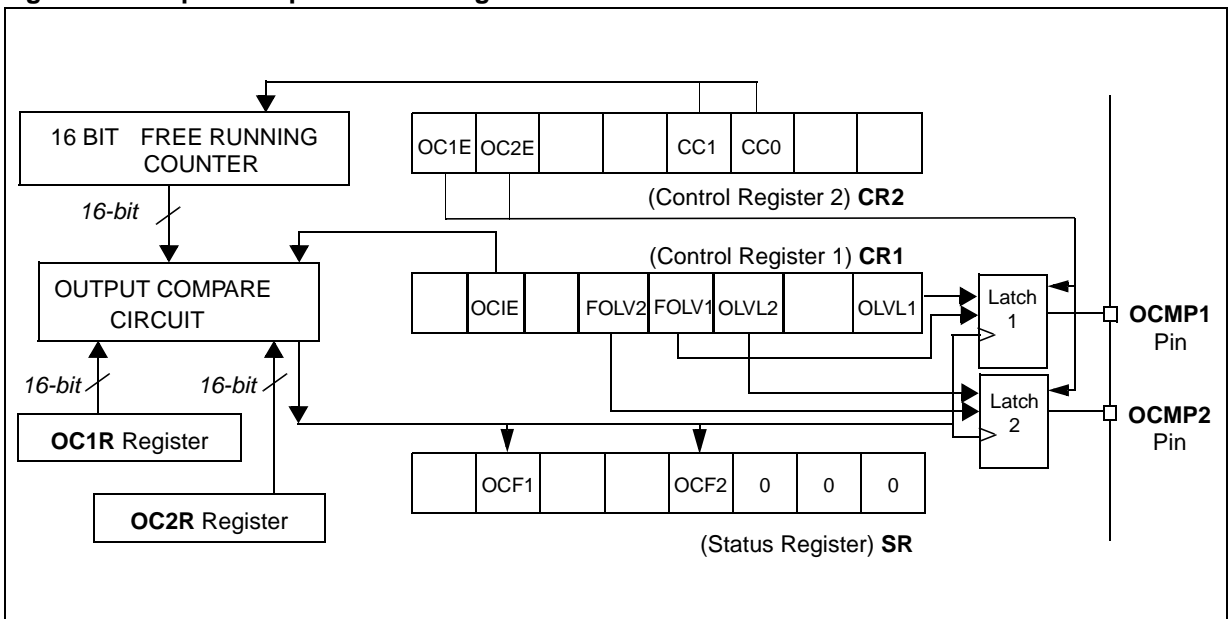 16 BIT FREE RUNNING
COUNTER
OC1E OC2E CC1 CC0
(Control Register 2) CR2
16-bit
(Control Register 1) CR1
OUTPUT COMPARE
CIRCUIT
OCIE FOLV2 FOLV1 OLVL2 OLVL1
Latch
1
OCMP1
Pin
16-bit
16-bit
Latch
2
OCMP2
Pin
OC1R Register
OCF1 OCF2 0 0 0
OC2R Register
(Status Register) SR